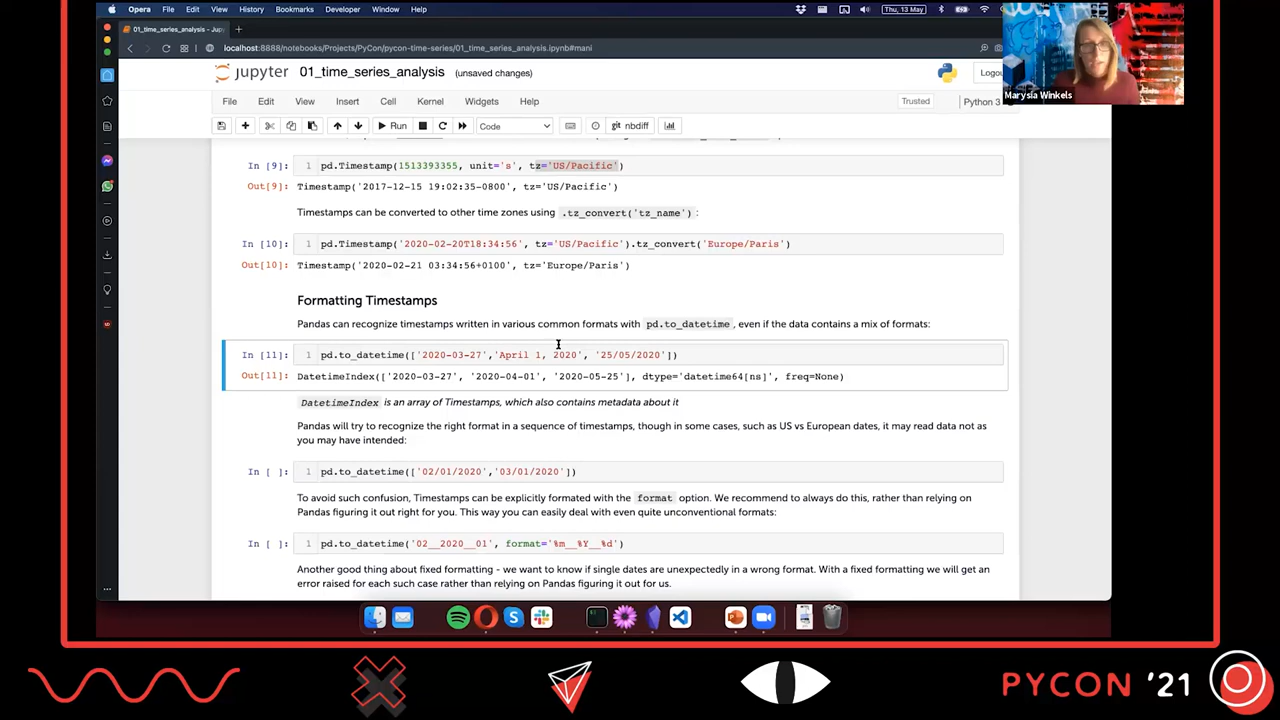 Opera File Edit View History Bookmarks Developer Window Help Thu, 13 May
01_time_series_analysis - Jup
localhost:8888/notebooks/Projects/PyCon/pycon-time-series/01_time_series_analysis.ipynb#mani
Marysia Winkels
jupyter 01_time_series_analysis (unsaved changes) Logou
File Edit View Insert Cell Kernel Widgets Help Trusted Python 3
Run Code nbdiff
In [9]: 1 pd.Timestamp(1513393355, unit='s', tz='US/Pacific')
Out[9]: Timestamp('2017-12-15 19:02:35-0800', tz='US/Pacific')
Timestamps can be converted to other time zones using .tz_convert('tz_name') :
In [10]: 1 pd.Timestamp('2020-02-20T18:34:56', tz='US/Pacific').tz_convert('Europe/Paris')
Out[10]: Timestamp('2020-02-21 03:34:56+0100', tz='Europe/Paris')
Formatting Timestamps
Pandas can recognize timestamps written in various common formats with pd.to_datetime , even if the data contains a mix of formats:
In [11]: 1 pd.to_datetime(['2020-03-27','April 1, 2020', '25/05/2020'])
Out[11]: DatetimeIndex(['2020-03-27', '2020-04-01', '2020-05-25'], dtype='datetime64[ns]', freq=None)
DatetimeIndex is an array of Timestamps, which also contains metadata about it
Pandas will try to recognize the right format in a sequence of timestamps, though in some cases, such as US vs European dates, it may read data not as
you may have intended:
In [ ]: 1 pd.to_datetime(['02/01/2020','03/01/2020'])
To avoid such confusion, Timestamps can be explicitly formated with the format option. We recommend to always do this, rather than relying on
Pandas figuring it out right for you. This way you can easily deal with even quite unconventional formats:
In [ ]: 1 pd.to_datetime('02__2020__01', format='%m__%Y__%d')
Another good thing about fixed formatting - we want to know if single dates are unexpectedly in a wrong format. With a fixed formatting we will get an
error raised for each such case rather than relying on Pandas figuring it out for us.
PYCON '21